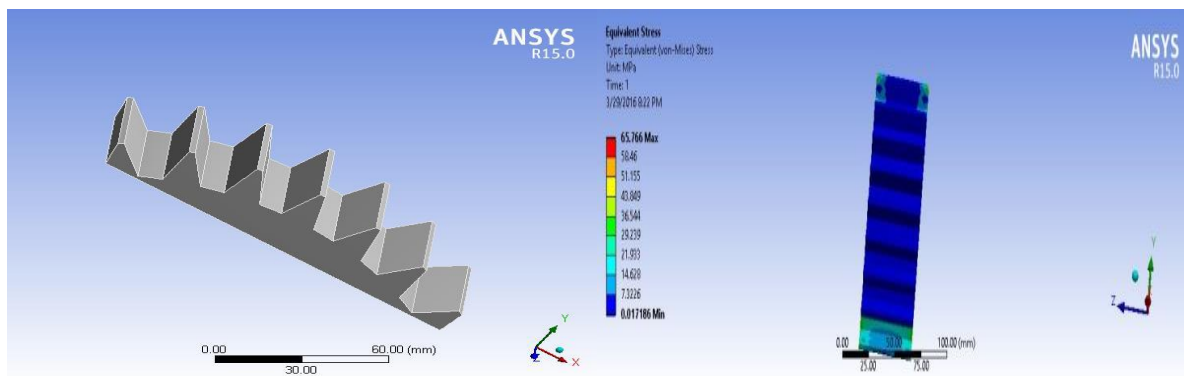 ANSYS
R15.0
Y
Z
X
0.00
60.00 (mm)
30.00
Equivalent Stress
Type: Equivalent (von-Mises) Stress
Unit: MPa
Time: 1
3/29/2016 8:22 PM
65.766 Max
58.46
51.155
43.849
36.544
29.239
21.933
14.628
7.3226
0.017186 Min
ANSYS
R15.0
Y
Z
0.00
50.00
100.00 (mm)
25.00
75.00